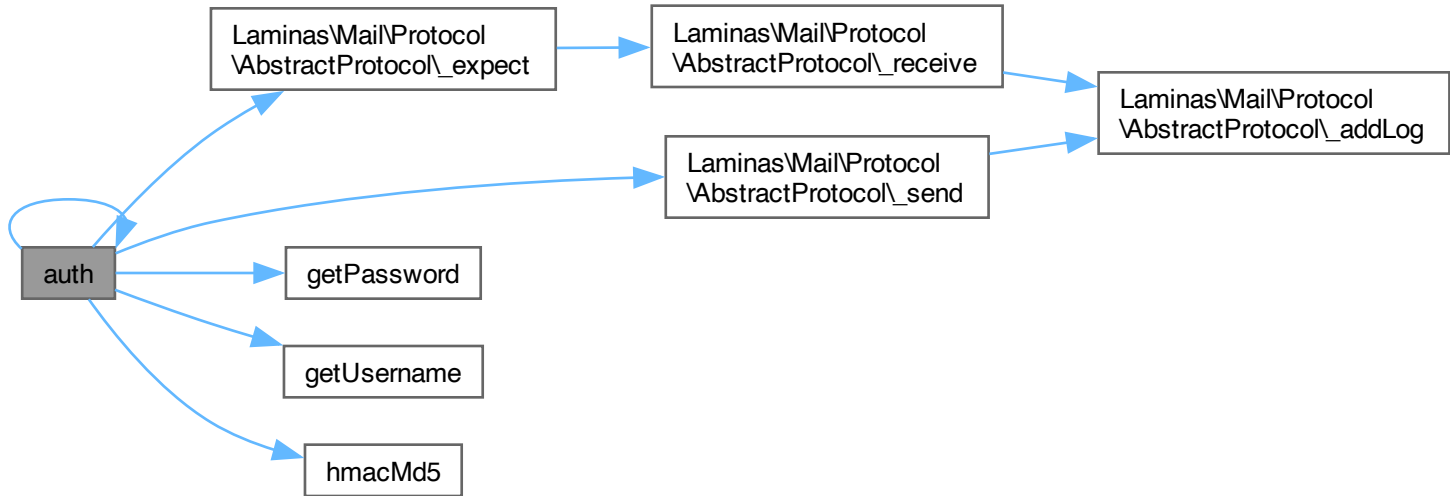 Laminas\Mail\Protocol
\AbstractProtocol\_expect
Laminas\Mail\Protocol
\AbstractProtocol\_receive
Laminas\Mail\Protocol
\AbstractProtocol\_addLog
Laminas\Mail\Protocol
\AbstractProtocol\_send
auth
getPassword
getUsername
hmacMd5